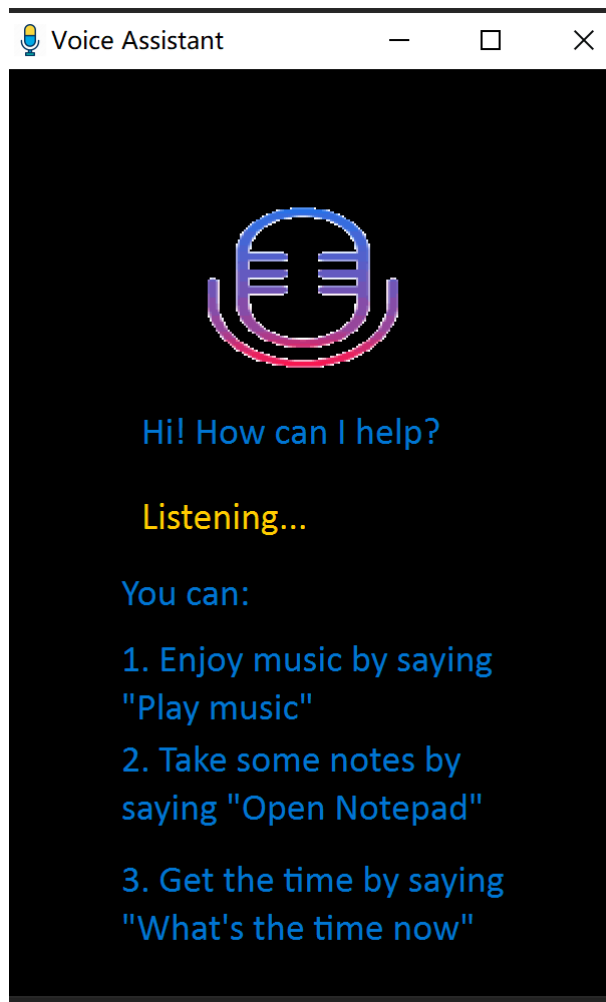 Voice Assistant
Hi! How can I help?
Listening...
You can:
1. Enjoy music by saying
"Play music"
2. Take some notes by
saying "Open Notepad"
3. Get the time by saying
"What's the time now"